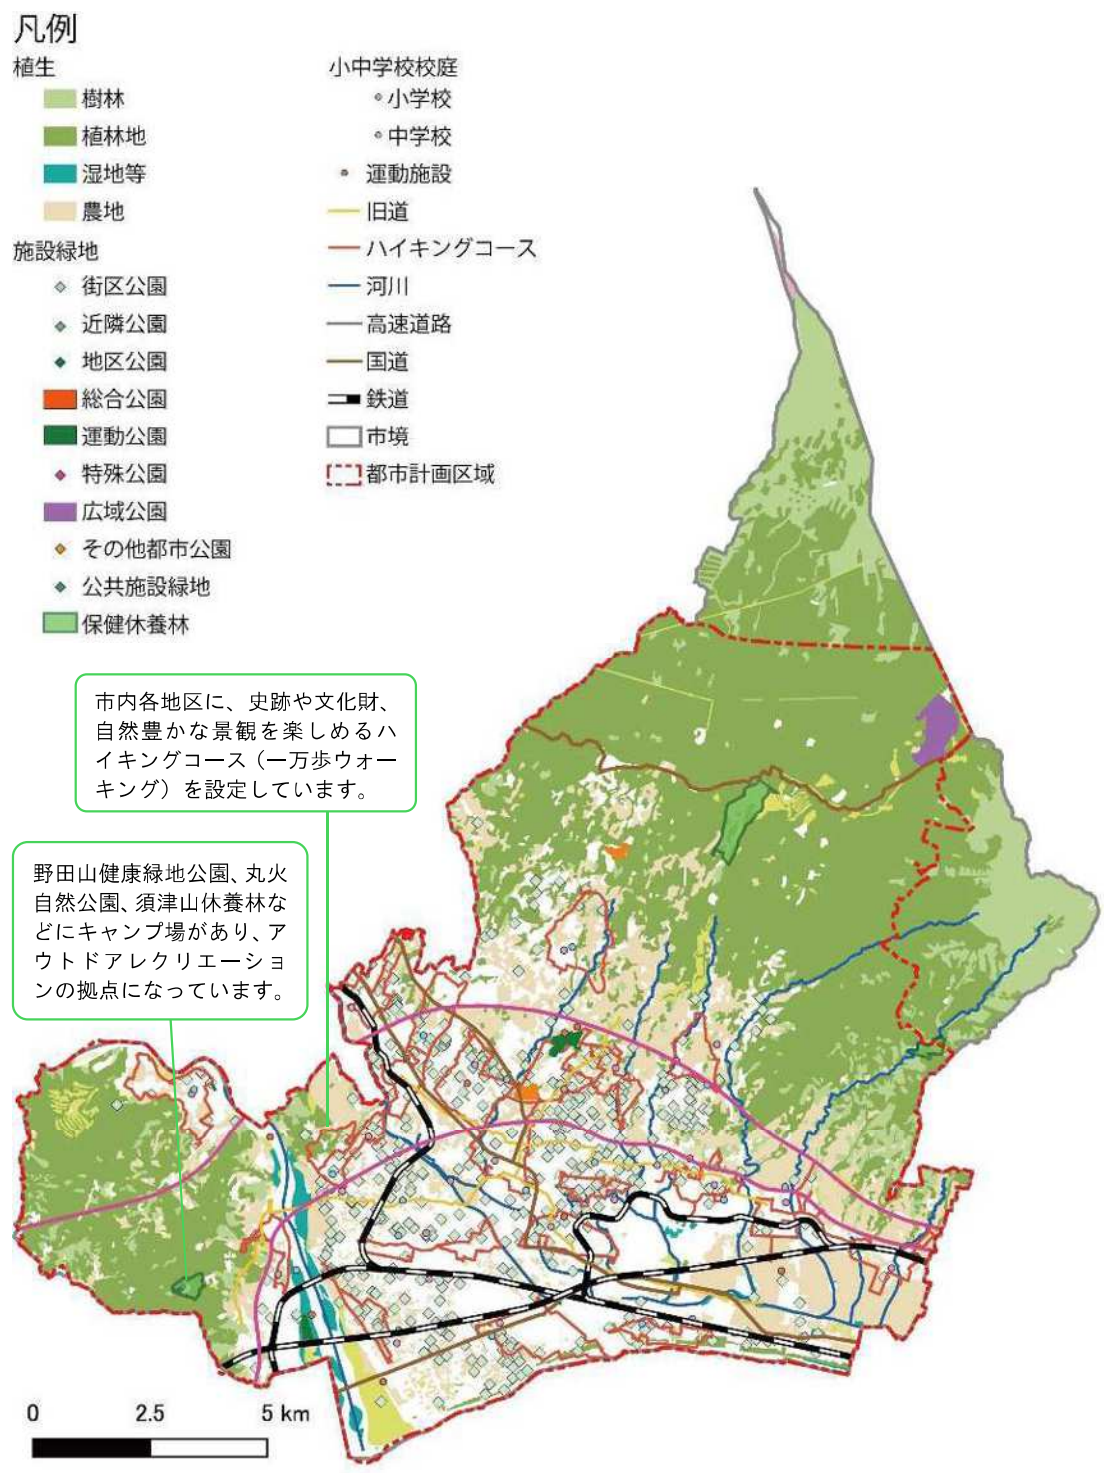 凡例
植生
樹林
植林地
湿地等
農地
施設緑地
街区公園
近隣公園
地区公園
総合公園
運動公園
特殊公園
広域公園
その他都市公園
公共施設緑地
保健休養林
小中学校校庭
小学校
中学校
運動施設
旧道
ハイキングコース
河川
高速道路
国道
鉄道
市境
都市計画区域
市内各地区に、史跡や文化財、
自然豊かな景観を楽しめるハ
イキングコース（一万歩ウォー
キング）を設定しています。
野田山健康緑地公園、丸火
自然公園、須津山休養林な
どにキャンプ場があり、ア
ウトドアレクリエーショ
ンの拠点になっています。
0 2.5 5 km